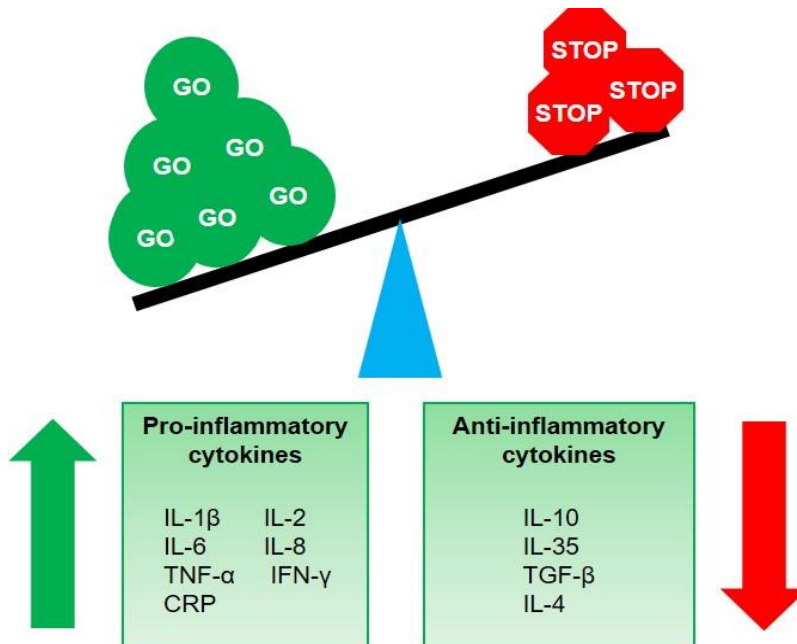 GO
STOP
GO
GO
STOP
STOP
GO
GO
GO
GO
Pro-inflammatory
cytokines
IL-1β IL-2
IL-6 IL-8
TNF-α IFN-γ
CRP
Anti-inflammatory
cytokines
IL-10
IL-35
TGF-β
IL-4